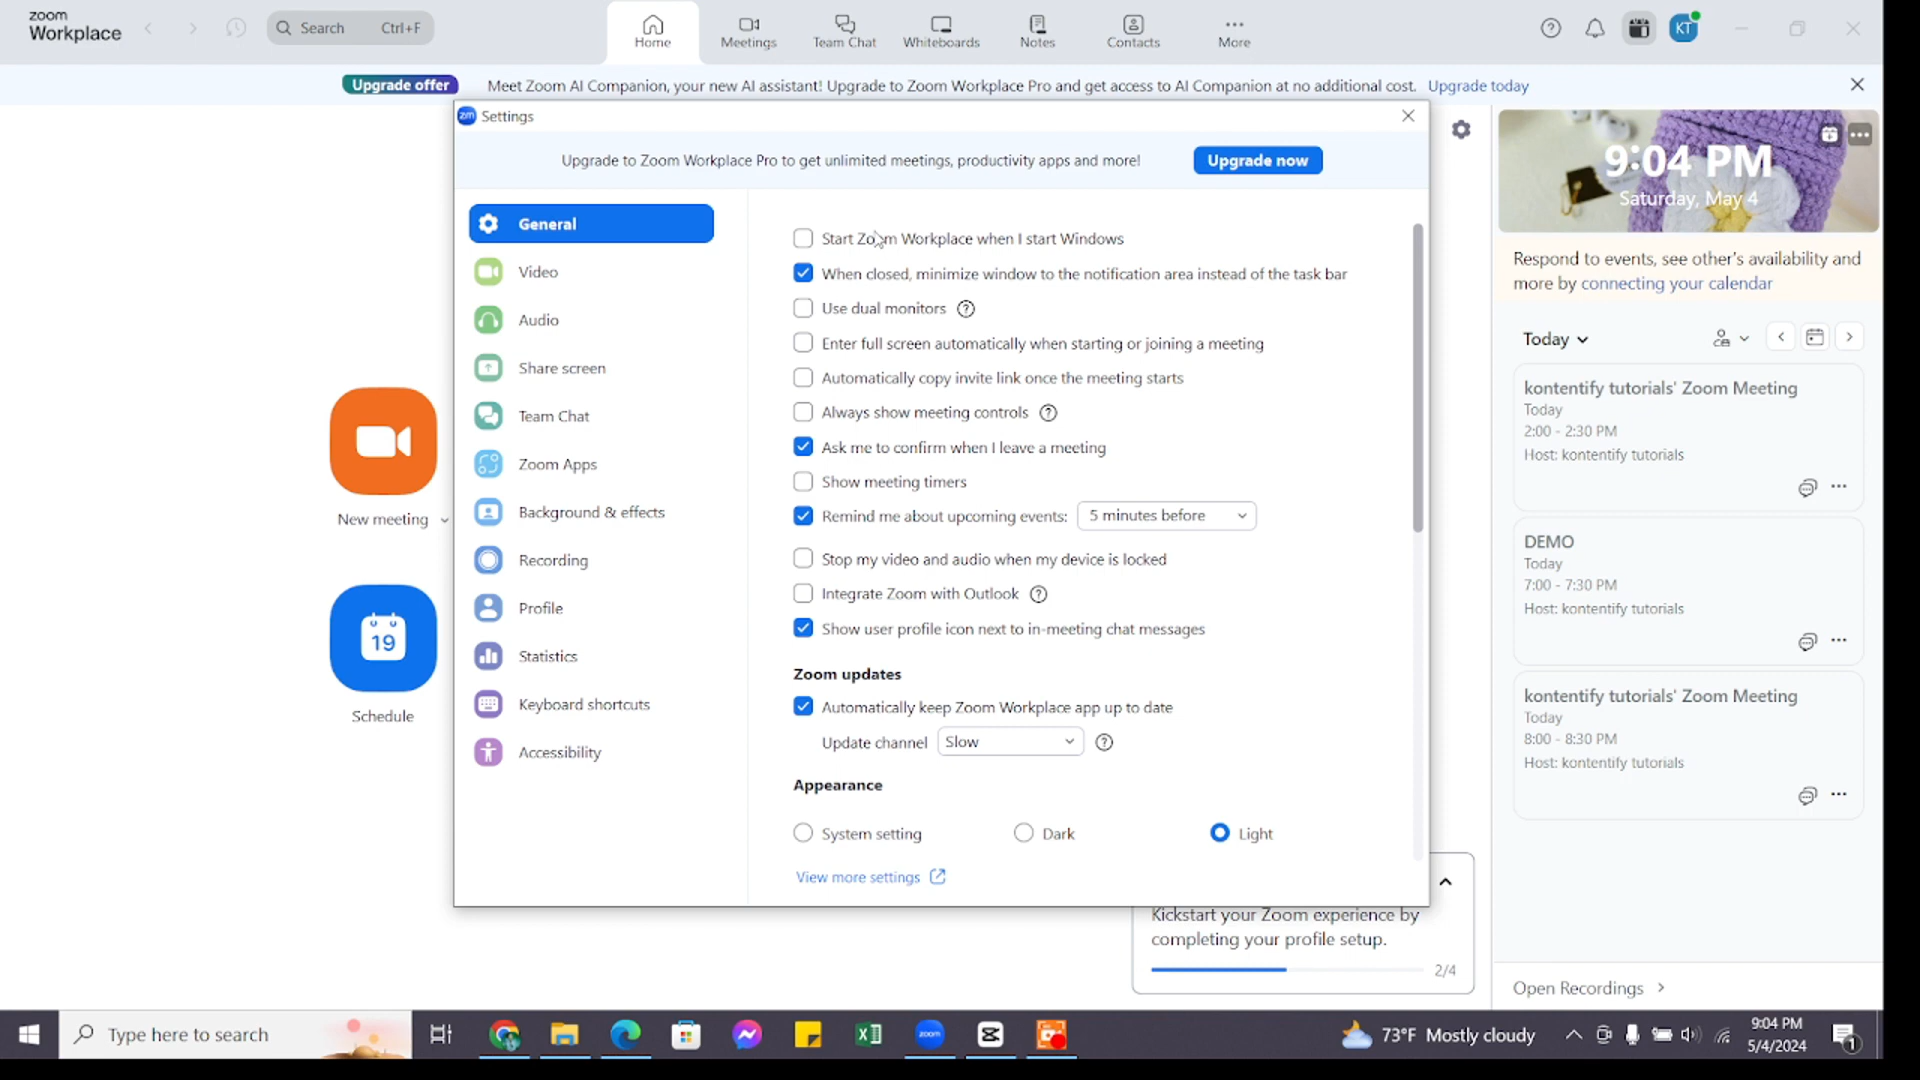 zoom
Workplace
Search Ctrl+F
Home
Meetings
Team Chat
Whiteboards
Notes
Contacts
More
KT
Upgrade offer
Meet Zoom AI Companion, your new AI assistant! Upgrade to Zoom Workplace Pro and get access to AI Companion at no additional cost. Upgrade today
zm Settings
Upgrade to Zoom Workplace Pro to get unlimited meetings, productivity apps and more!
Upgrade now
General
Video
Audio
Share screen
Team Chat
Zoom Apps
Background & effects
Recording
Profile
Statistics
Keyboard shortcuts
Accessibility
Start Zoom Workplace when I start Windows
When closed, minimize window to the notification area instead of the task bar
Use dual monitors
Enter full screen automatically when starting or joining a meeting
Automatically copy invite link once the meeting starts
Always show meeting controls
Ask me to confirm when I leave a meeting
Show meeting timers
Remind me about upcoming events: 5 minutes before
Stop my video and audio when my device is locked
Integrate Zoom with Outlook
Show user profile icon next to in-meeting chat messages
Zoom updates
Automatically keep Zoom Workplace app up to date
Update channel Slow
Appearance
System setting Dark Light
View more settings
New meeting
19
Schedule
9:04 PM
Saturday, May 4
Respond to events, see other's availability and
more by connecting your calendar
Today
kontentify tutorials' Zoom Meeting
Today
2:00 - 2:30 PM
Host: kontentify tutorials
DEMO
Today
7:00 - 7:30 PM
Host: kontentify tutorials
kontentify tutorials' Zoom Meeting
Today
8:00 - 8:30 PM
Host: kontentify tutorials
Kickstart your Zoom experience by
completing your profile setup.
2/4
Open Recordings
Type here to search
zoom
73°F Mostly cloudy
9:04 PM
5/4/2024
1